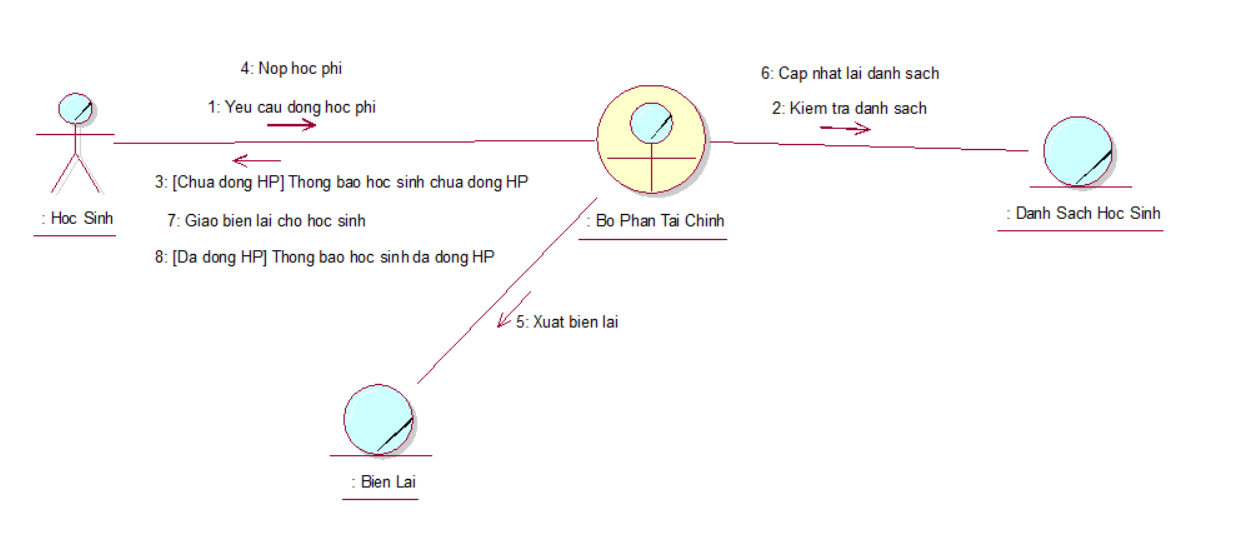 4: Nop hoc phi
1: Yeu cau dong hoc phi
6: Cap nhat lai danh sach
2: Kiem tra danh sach
3: [Chua dong HP] Thong bao hoc sinh chua dong HP
7: Giao bien lai cho hoc sinh
8: [Da dong HP] Thong bao hoc sinh da dong HP
: Hoc Sinh
: Bo Phan Tai Chinh
: Danh Sach Hoc Sinh
5: Xuat bien lai
: Bien Lai